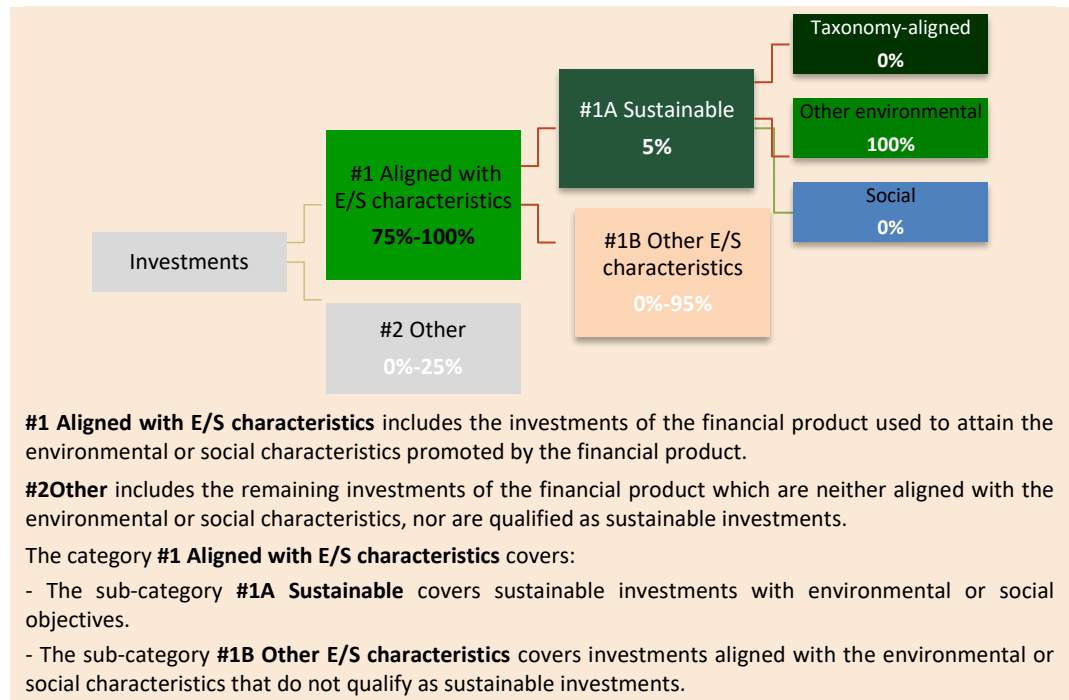 Taxonomy-aligned
0%
#1A Sustainable
5%
Other environmental
100%
#1 Aligned with
E/S characteristics
75%-100%
Social
0%
#1B Other E/S
characteristics
0%-95%
Investments
#2 Other
0%-25%
#1 Aligned with E/S characteristics includes the investments of the financial product used to attain the
environmental or social characteristics promoted by the financial product.
#2Other includes the remaining investments of the financial product which are neither aligned with the
environmental or social characteristics, nor are qualified as sustainable investments.
The category #1 Aligned with E/S characteristics covers:
- The sub-category #1A Sustainable covers sustainable investments with environmental or social
objectives.
- The sub-category #1B Other E/S characteristics covers investments aligned with the environmental or
social characteristics that do not qualify as sustainable investments.